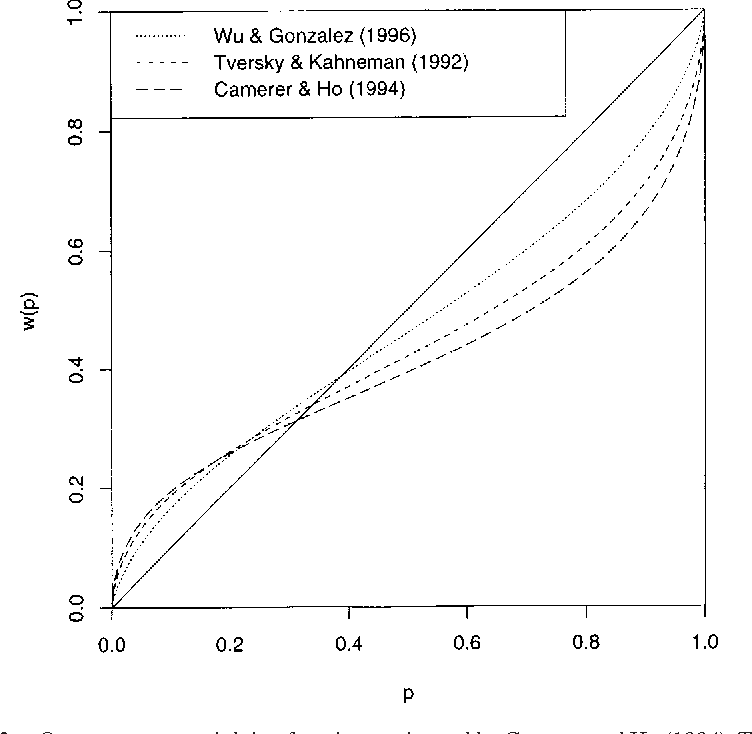 1.0
Wu & Gonzalez (1996)
Tversky & Kahneman (1992)
Camerer & Ho (1994)
0.8
0.6
w(p)
0.4
0.2
0.0
0.0 0.2 0.4 0.6 0.8 1.0
p